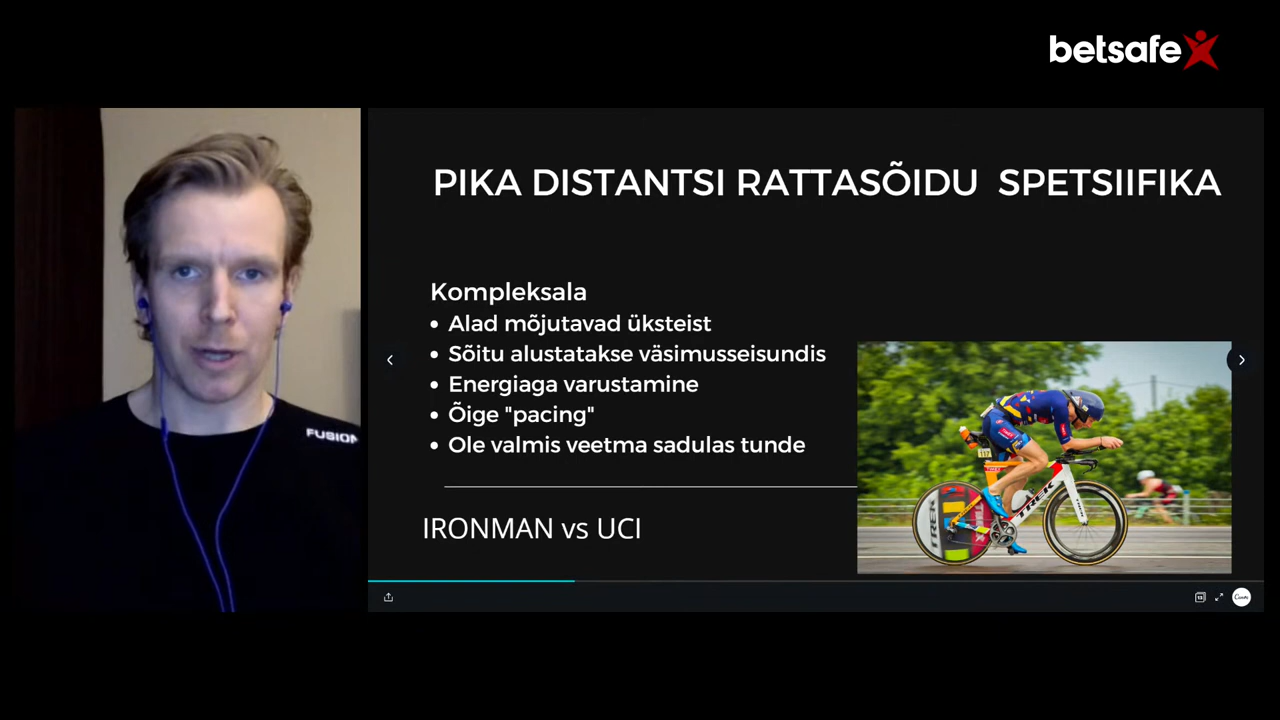 betsafe
PIKA DISTANTSI RATTASÕIDU SPETSIIFIKA
Kompleksala
• Alad mõjutavad üksteist
• Sõitu alustatakse väsimusseisundis
• Energiaga varustamine
• Õige "pacing"
• Ole valmis veetma sadulas tunde
IRONMAN vs UCI
FUSION
TREK
TREK